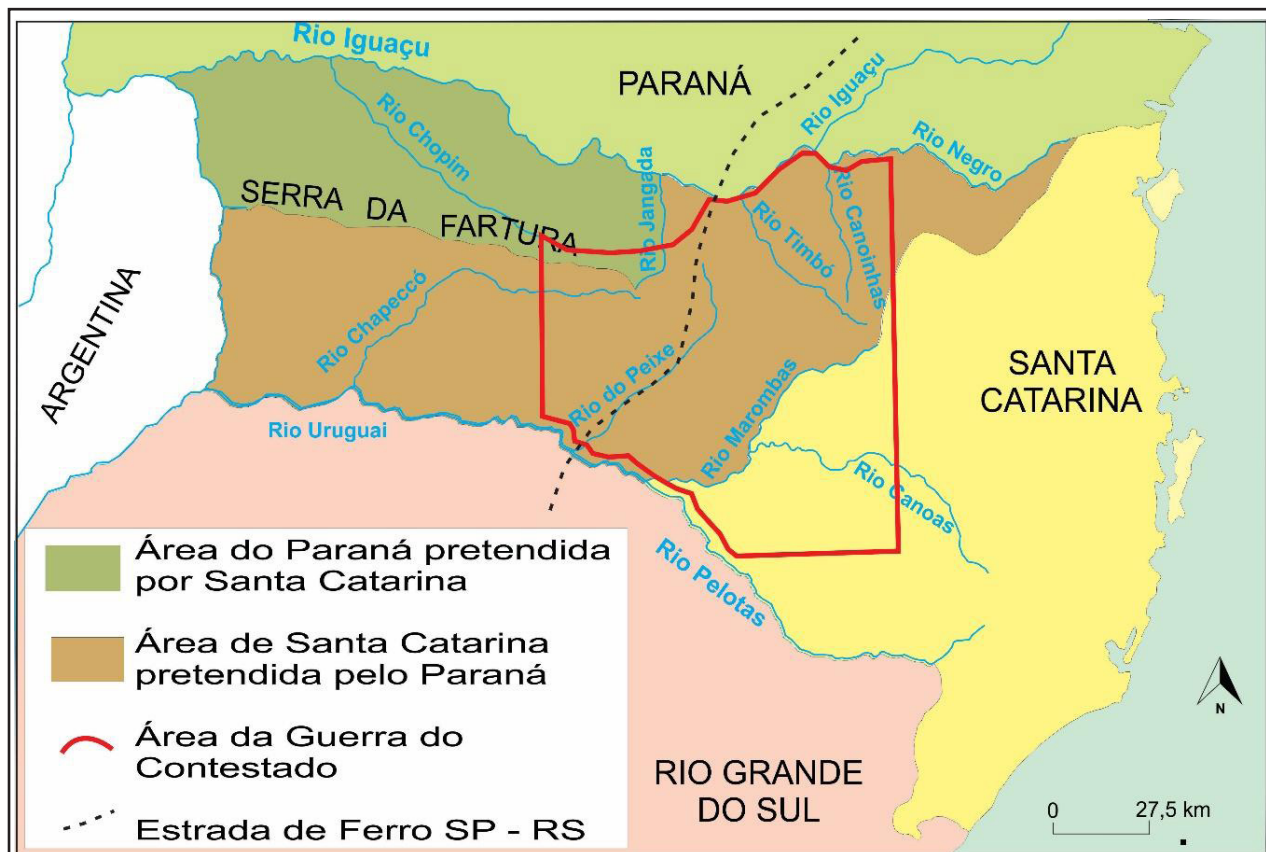 Rio Iguaçu
PARANÁ
Rio Iguaçu
Rio Chopim
Rio Negro
SERRA DA FARTURA
Rio Jangada
Rio Timbó
Rio Canoinhas
ARGENTINA
Rio Chapeccó
Rio do Peixe
SANTA
CATARINA
Rio Marombas
Rio Uruguai
Rio Canoas
Rio Pelotas
Área do Paraná pretendida
por Santa Catarina
Área de Santa Catarina
pretendida pelo Paraná
Área da Guerra do
Contestado
Estrada de Ferro SP - RS
RIO GRANDE
DO SUL
N
0 27,5 km